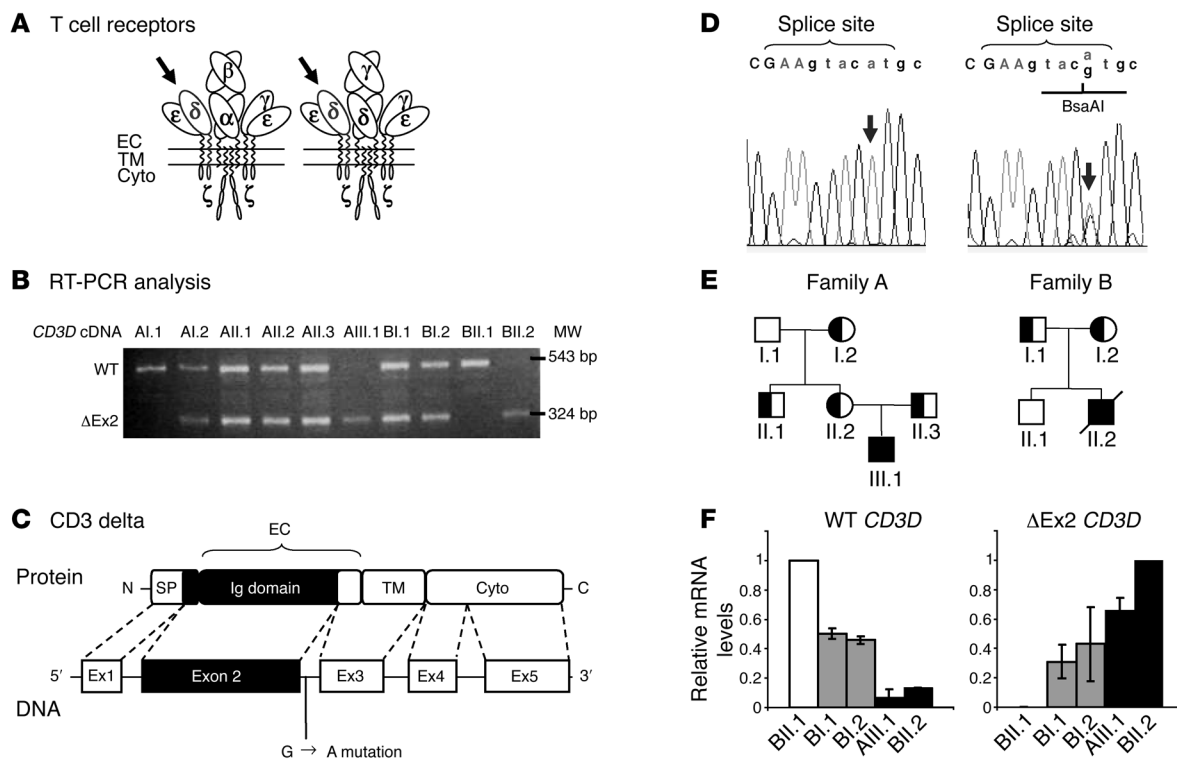 A T cell receptors
β γ
ε δ α γ ε ε δ δ γ ε
EC
TM
Cyto
ζ ζ ζ ζ
B RT-PCR analysis
CD3D cDNA AI.1 AI.2 AII.1 AII.2 AII.3 AIII.1 BI.1 BI.2 BII.1 BII.2 MW
WT 543 bp
ΔEx2 324 bp
C CD3 delta
EC
Protein N SP Ig domain TM Cyto C
5′ Ex1 Exon 2 Ex3 Ex4 Ex5 3′
DNA
G → A mutation
D Splice site Splice site
C G A A g t a c a t g c C G A A g t a c a g t g c
BsaAI
E Family A Family B
I.1 I.2 I.1 I.2
II.1 II.2 II.3 II.1 II.2
III.1
F WT CD3D ΔEx2 CD3D
Relative mRNA
levels
1 1
0.8 0.8
0.6 0.6
0.4 0.4
0.2 0.2
0 0
BII.1 BI.1 BI.2 AIII.1 BII.2 BII.1 BI.1 BI.2 AIII.1 BII.2